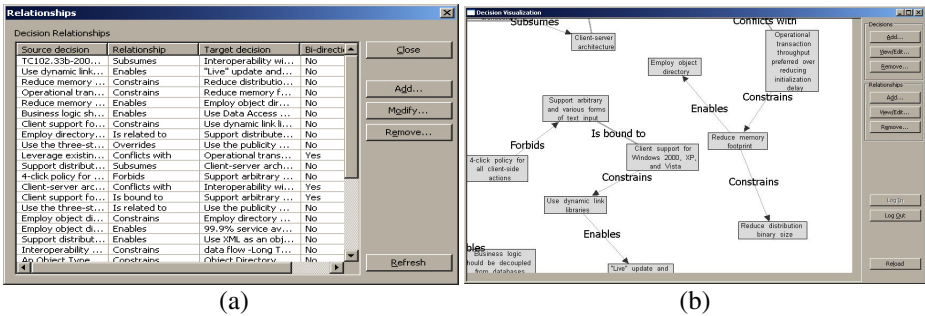 Relationships
Decision Relationships
Source decision Relationship Target decision Bi-directi
TC102.33b-200... Subsumes Interoperability wi... No
Use dynamic link... Enables "Live" update and... No
Reduce memory ... Constrains Reduce distributio... No
Operational tran... Constrains Reduce memory f... No
Reduce memory ... Enables Employ object dir... No
Business logic sh... Enables Use Data Access ... No
Client support fo... Constrains Use dynamic link li... No
Employ directory... Is related to Support distribute... No
Use the three-st... Overrides Use the publicity ... No
Leverage existin... Conflicts with Operational trans... Yes
Support distribut... Subsumes Client-server arch... No
4-click policy for ... Forbids Support arbitrary ... No
Client-server arc... Conflicts with Interoperability wi... Yes
Client support fo... Is bound to Support arbitrary ... Yes
Use the three-st... Is related to Use the publicity ... No
Employ object di... Constrains Employ directory ... No
Employ object di... Enables 99.9% service av... No
Support distribut... Enables Use XML as an obj... No
Interoperability ... Constrains data flow -Long T... No
An Object Type Constrains Object Directory No
Close
Add...
Modify...
Remove...
Refresh
(a)
Decision Visualization
Subsumes
Client-server
architecture
Conflicts with
Operational
transaction
throughput
preferred over
reducing
initialization
delay
Employ object
directory
Support arbitrary
and various forms
of text input
Enables
Constrains
Is bound to
Reduce memory
footprint
Forbids
Client support for
Windows 2000, XP,
and Vista
4-click policy for
all client-side
actions
Constrains
Constrains
Use dynamic link
libraries
Enables
Reduce distribution
binary size
bles
Business logic
hould be decoupled
from databases
"Live" update and
Decisions
Add...
View/Edit...
Remove...
Relationships
Add...
View/Edit...
Remove...
Log In
Log Out
Reload
(b)